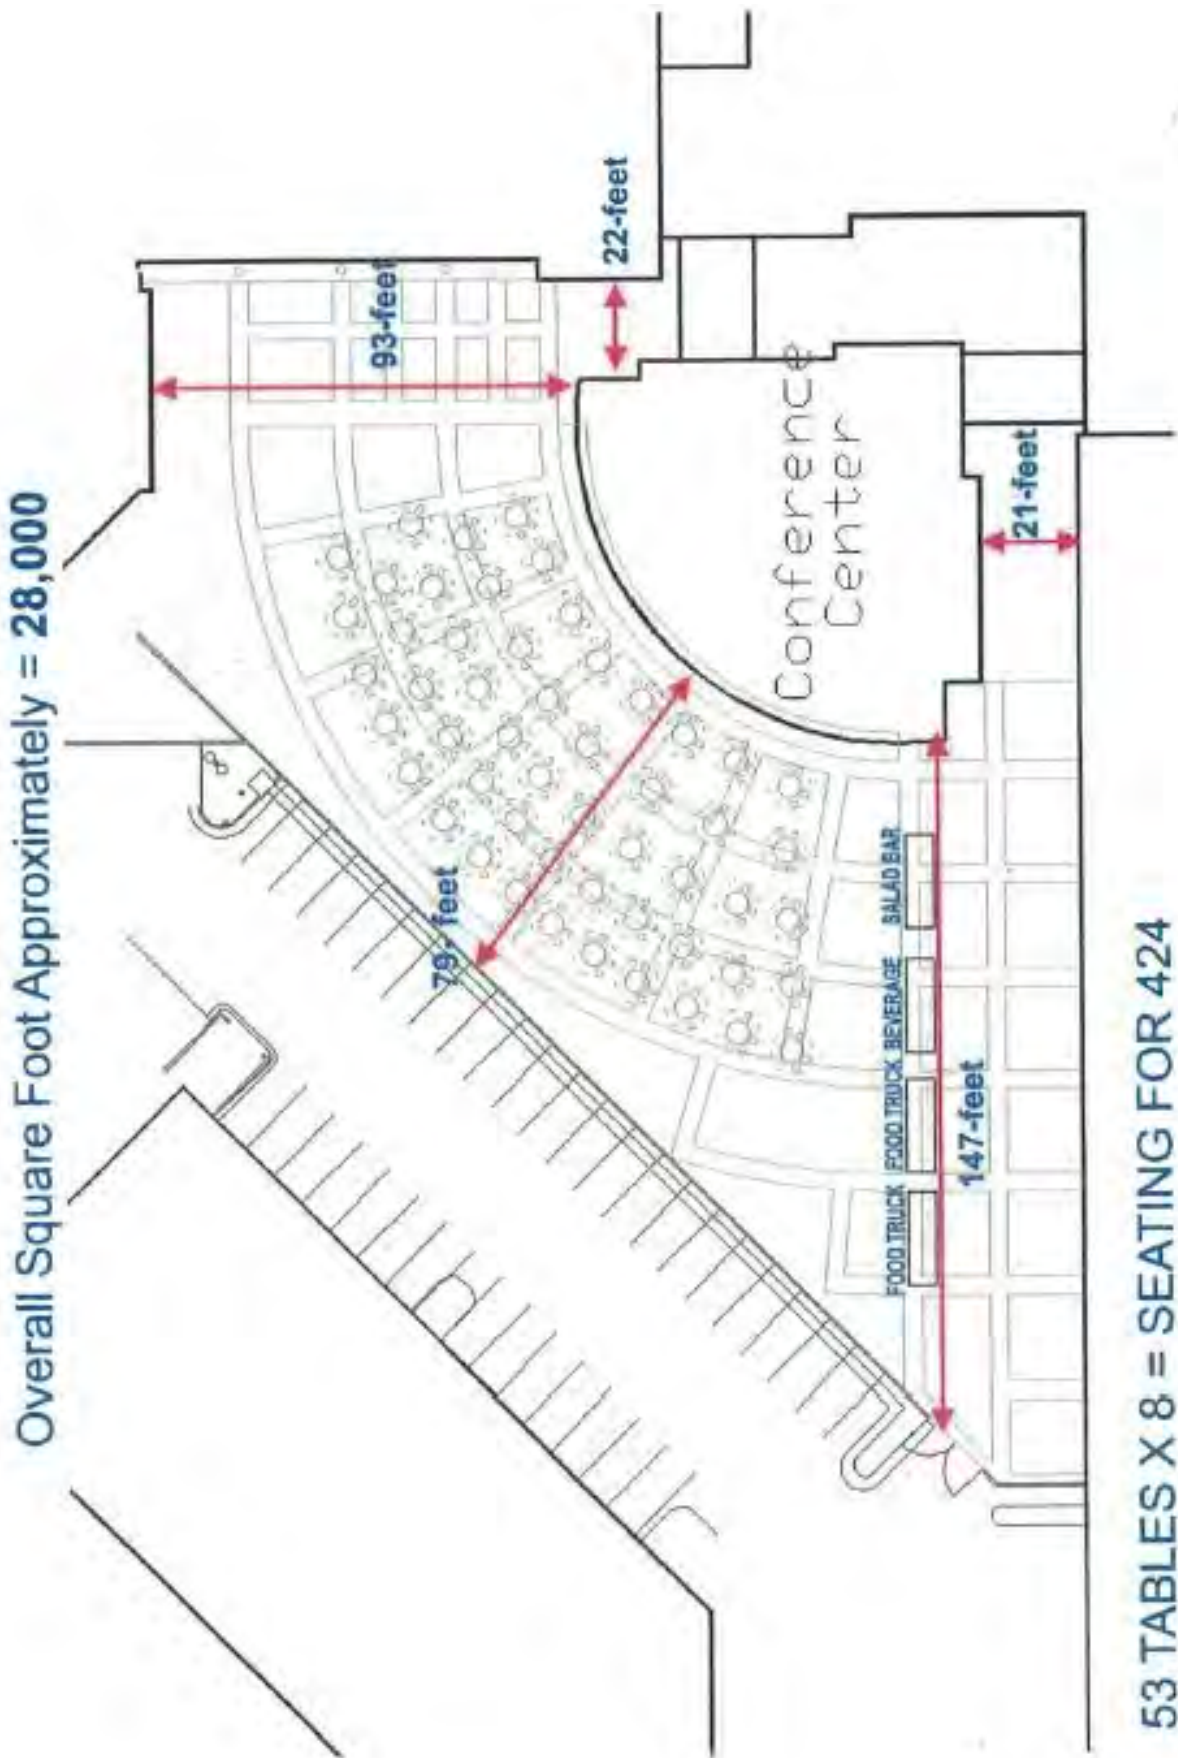 Overall Square Foot Approximately = 28,000
93-feet
22-feet
Conference
Center
21-feet
79- feet
FOOD TRUCK
FOOD TRUCK
BEVERAGE
SALAD BAR
147-feet
53 TABLES X 8 = SEATING FOR 424